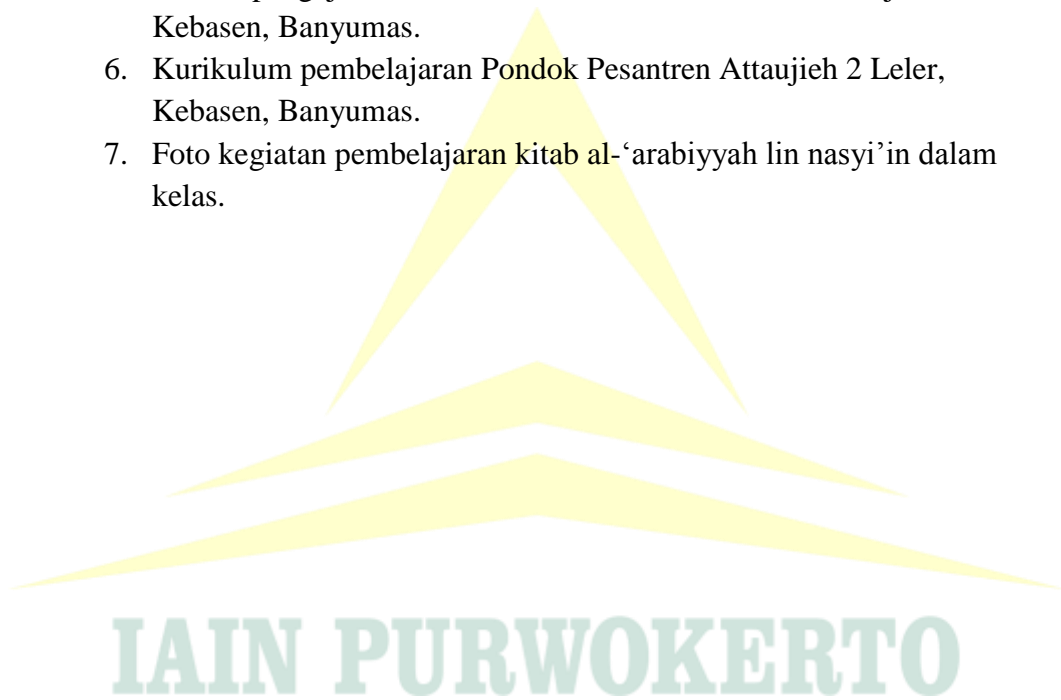 Kebasen, Banyumas.
6. Kurikulum pembelajaran Pondok Pesantren Attaujieh 2 Leler,
Kebasen, Banyumas.
7. Foto kegiatan pembelajaran kitab al-‘arabiyyah lin nasyi’in dalam
kelas.
IAIN PURWOKERTO